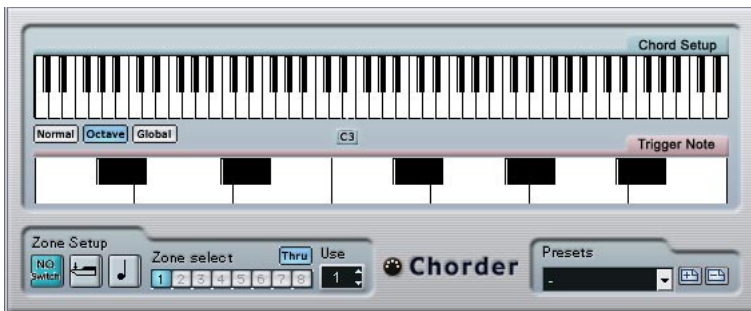 Chord Setup
Normal Octave Global
C3
Trigger Note
Zone Setup
NO Switch
Zone select
Thru
Use
1 2 3 4 5 6 7 8
1
Chorder
Presets
-